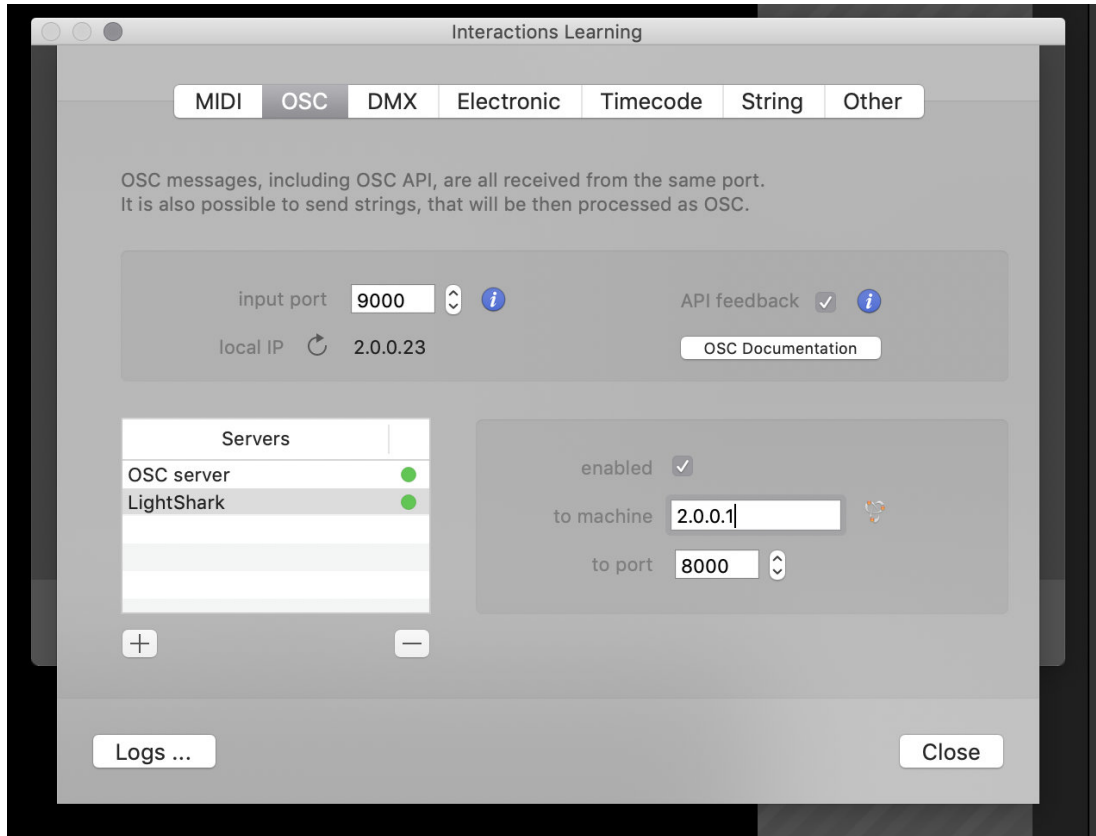 Interactions Learning
MIDI OSC DMX Electronic Timecode String Other
OSC messages, including OSC API, are all received from the same port.
It is also possible to send strings, that will be then processed as OSC.
input port 9000 i API feedback i
local IP 2.0.0.23 OSC Documentation
Servers
OSC server
LightShark
enabled
to machine 2.0.0.1
to port 8000
Logs ...
Close